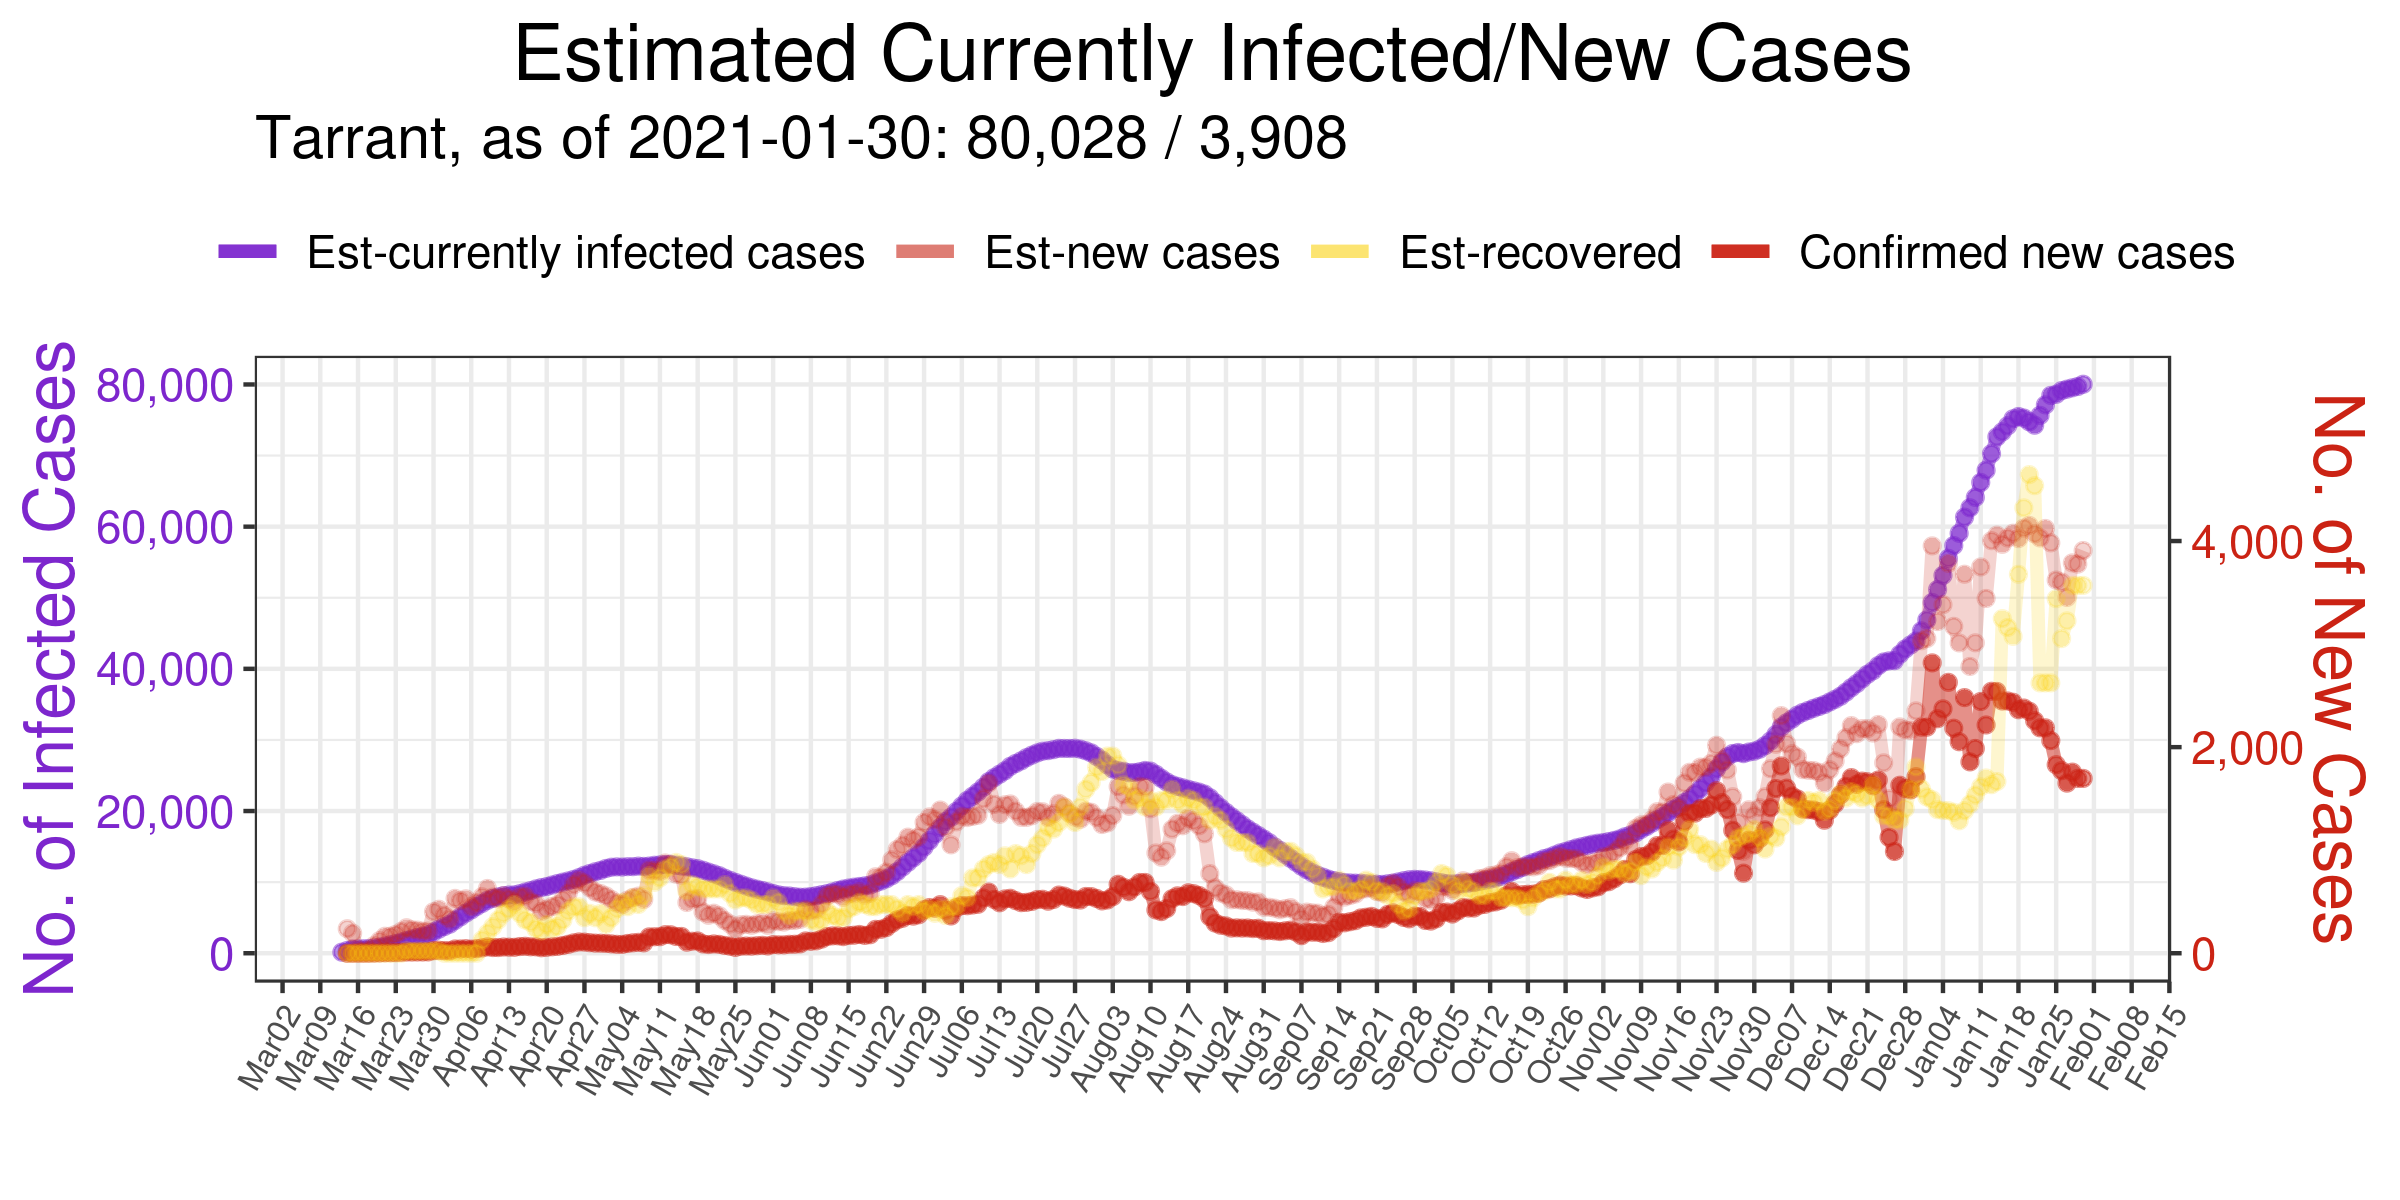 Estimated Currently Infected/New Cases
Tarrant, as of 2021-01-30: 80,028 / 3,908
Est-currently infected cases Est-new cases Est-recovered Confirmed new cases
No. of Infected Cases
80,000
60,000
40,000
20,000
0
4,000
2,000
0
No. of New Cases
Mar02 Mar09 Mar16 Mar23 Mar30 Apr06 Apr13 Apr20 Apr27 May04 May11 May18 May25 Jun01 Jun08 Jun15 Jun22 Jun29 Jul06 Jul13 Jul20 Jul27 Aug03 Aug10 Aug17 Aug24 Aug31 Sep07 Sep14 Sep21 Sep28 Oct05 Oct12 Oct19 Oct26 Nov02 Nov09 Nov16 Nov23 Nov30 Dec07 Dec14 Dec21 Dec28 Jan04 Jan11 Jan18 Jan25 Feb01 Feb08 Feb15